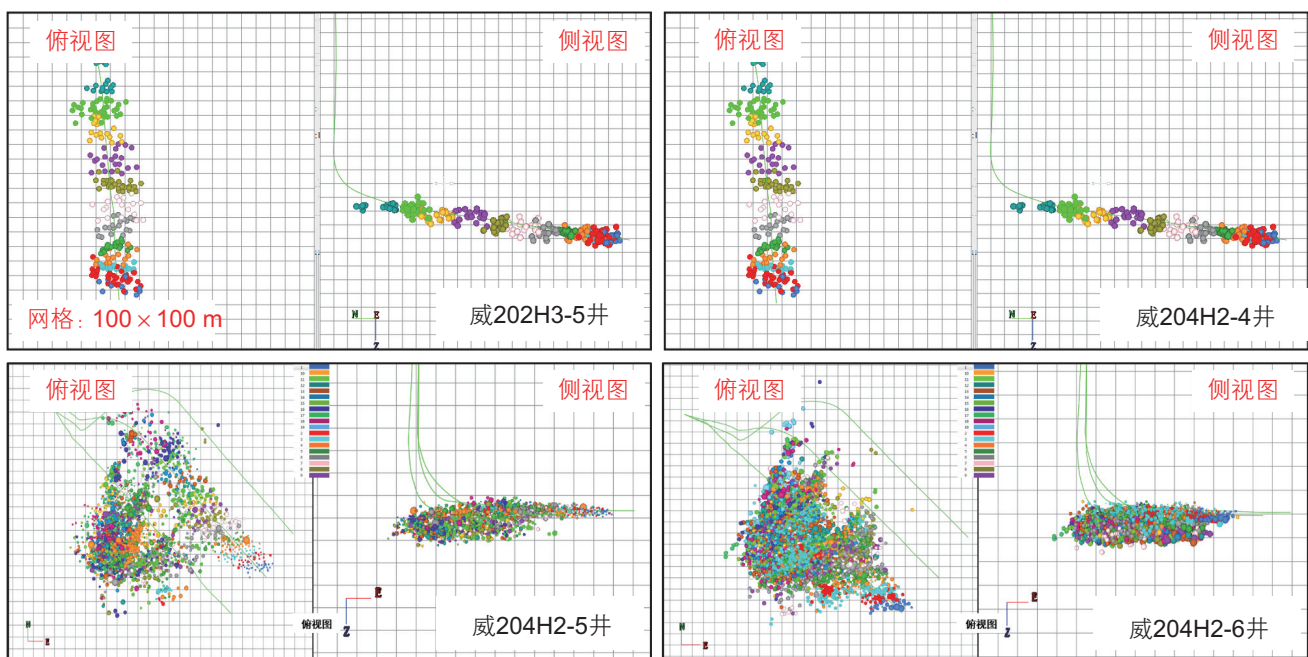 俯视图
侧视图
网格：100×100 m
N
E
Z
威202H3-5井
俯视图
侧视图
N
E
Z
威204H2-4井
俯视图
侧视图
N
E
俯视图
E
Z
威204H2-5井
俯视图
侧视图
N
E
俯视图
E
Z
威204H2-6井